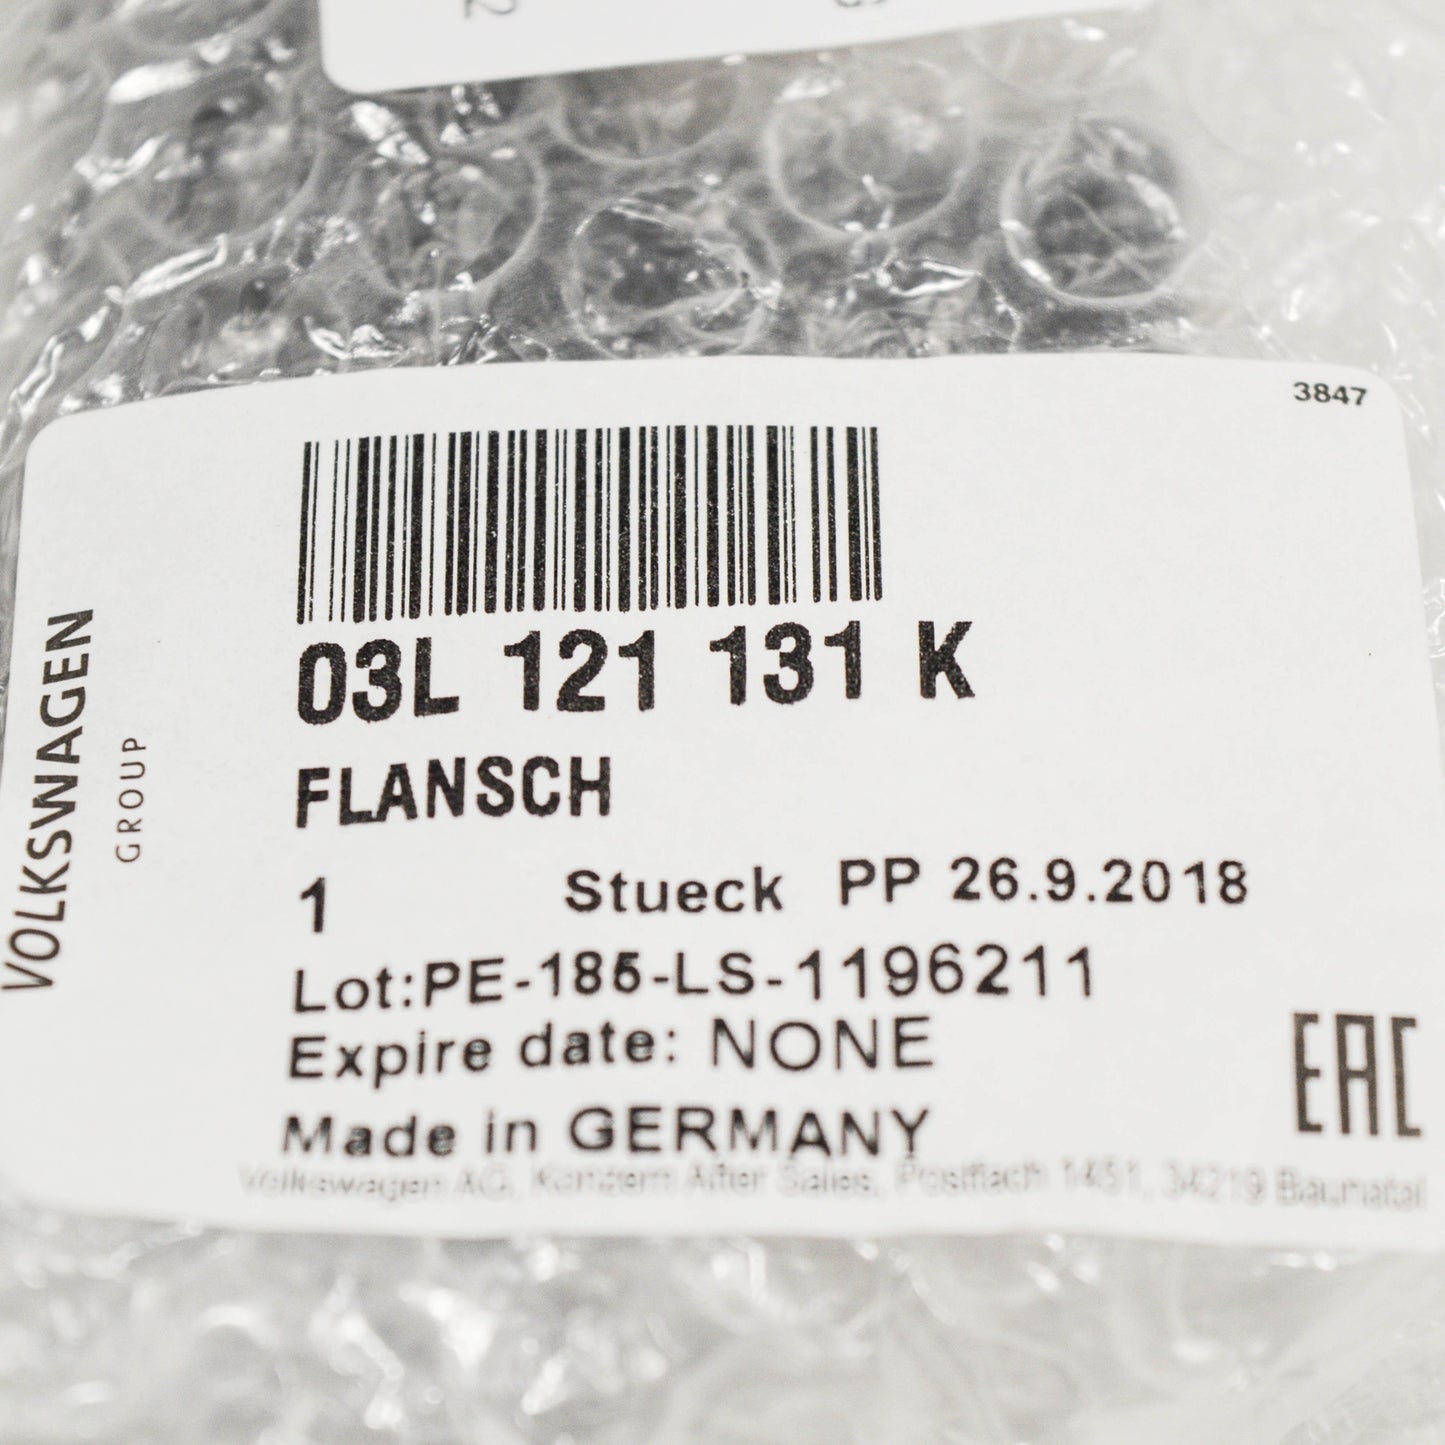 3847
VOLKSWAGEN
GROUP
03L 121 131 K
FLANSCH
1 Stueck PP 26.9.2018
Lot:PE-185-LS-1196211
Expire date: NONE
Made in GERMANY
Volkswagen AG, Konzern After Sales, Postfach 1451, 34219 Baunatal
EAC